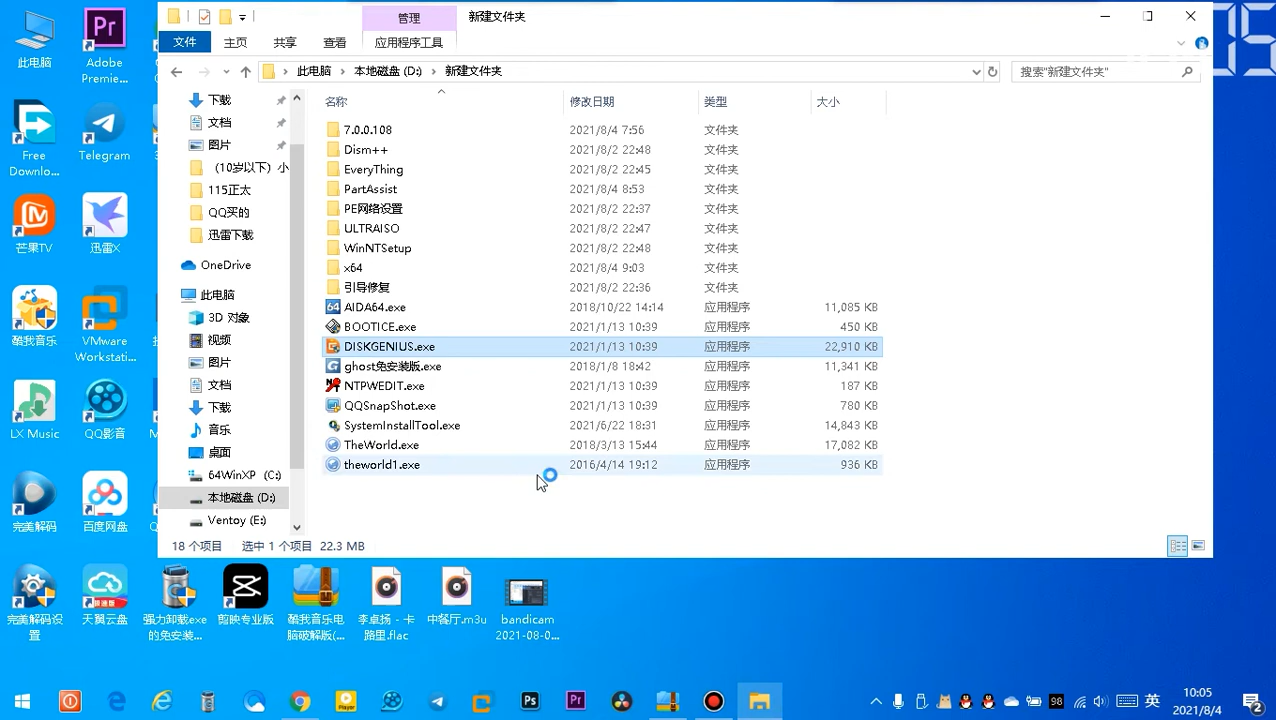 管理
新建文件夹
文件
主页
共享
查看
应用程序工具
此电脑
本地磁盘 (D:)
新建文件夹
搜索"新建文件夹"
名称
修改日期
类型
大小
下载
文档
图片
（10岁以下）小
115正太
QQ买的
迅雷下载
OneDrive
此电脑
3D 对象
视频
图片
文档
下载
音乐
桌面
64WinXP (C:)
本地磁盘 (D:)
Ventoy (E:)
7.0.0.108 2021/8/4 7:56 文件夹
Dism++ 2021/8/2 22:48 文件夹
EveryThing 2021/8/2 22:45 文件夹
PartAssist 2021/8/4 8:53 文件夹
PE网络设置 2021/8/2 22:37 文件夹
ULTRAISO 2021/8/2 22:47 文件夹
WinNTSetup 2021/8/2 22:48 文件夹
x64 2021/8/4 9:03 文件夹
引导修复 2021/8/2 22:36 文件夹
AIDA64.exe 2018/10/22 14:14 应用程序 11,085 KB
BOOTICE.exe 2021/1/13 10:39 应用程序 450 KB
DISKGENIUS.exe 2021/1/13 10:39 应用程序 22,910 KB
ghost免安装版.exe 2018/1/8 18:42 应用程序 11,341 KB
NTPWEDIT.exe 2021/1/13 10:39 应用程序 187 KB
QQSnapShot.exe 2021/1/13 10:39 应用程序 780 KB
SystemInstallTool.exe 2021/6/22 18:31 应用程序 14,843 KB
TheWorld.exe 2018/3/13 15:44 应用程序 17,082 KB
theworld1.exe 2016/4/14 19:12 应用程序 936 KB
18 个项目 选中 1 个项目 22.3 MB
此电脑
Adobe
Premie...
Free
Downlo...
Telegram
芒果TV
迅雷X
酷我音乐
VMware
Workstati...
LX Music
QQ影音
完美解码
百度网盘
完美解码设
置
天翼云盘
强力卸载exe
的免安装...
剪映专业版
酷我音乐电
脑破解版(...
李卓扬 - 卡
路里.flac
中餐厅.m3u
bandicam
2021-08-0...
15
98
英
10:05
2021/8/4
2